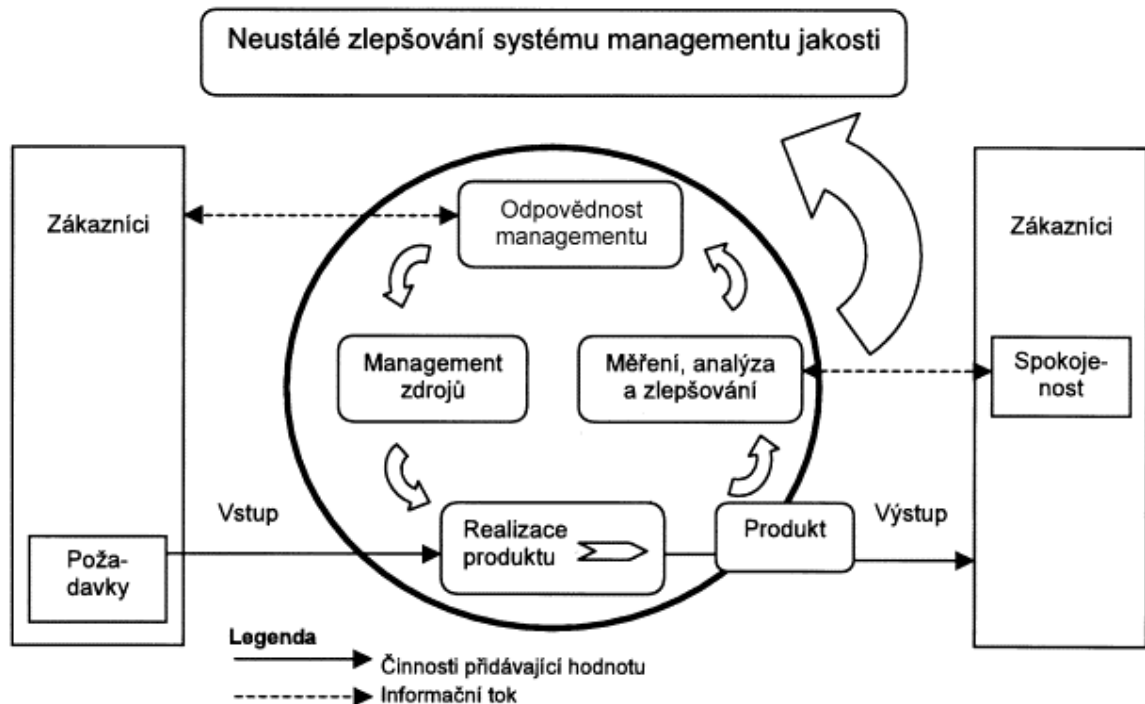 Neustálé zlepšování systému managementu jakosti
Zákazníci
Odpovědnost
managementu
Zákazníci
Management
zdrojů
Měření, analýza
a zlepšování
Spokoje-
nost
Vstup
Realizace
produktu
Produkt
Výstup
Poža-
davky
Legenda
Činnosti přidávající hodnotu
Informační tok